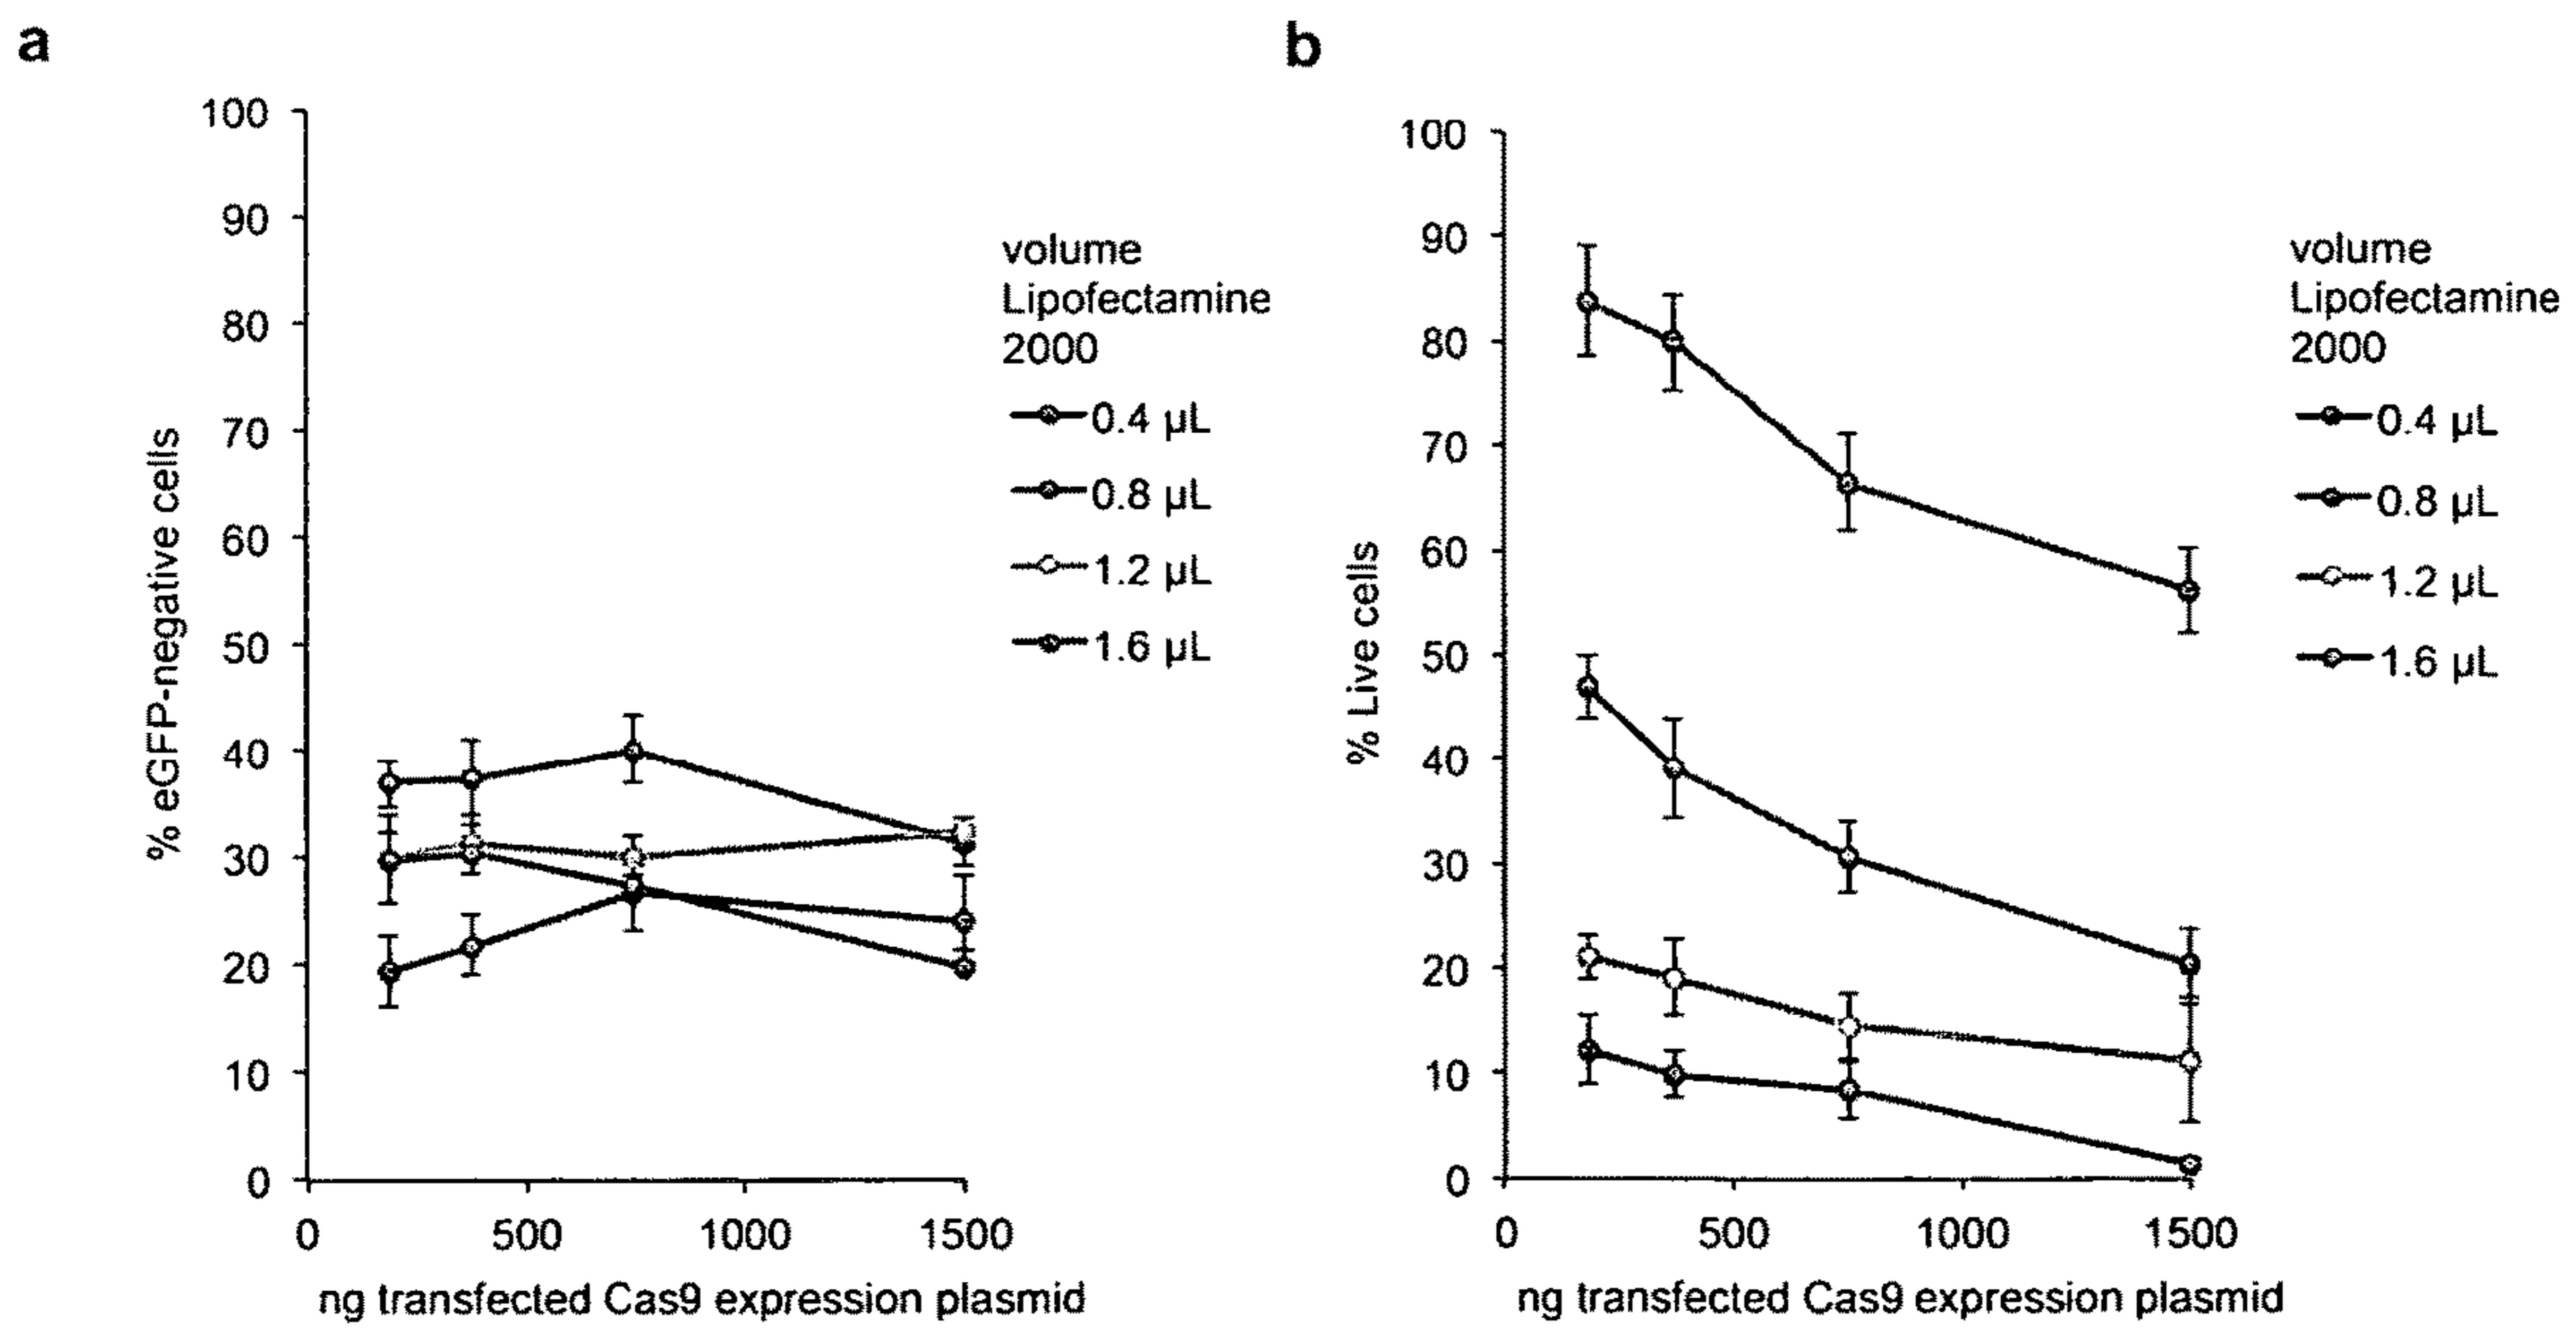 a
100
90
80
70
60
50
40
30
20
10
0
% eGFP-negative cells
0 500 1000 1500
ng transfected Cas9 expression plasmid
volume
Lipofectamine
2000
0.4 µL
0.8 µL
1.2 µL
1.6 µL
b
100
90
80
70
60
50
40
30
20
10
0
% Live cells
0 500 1000 1500
ng transfected Cas9 expression plasmid
volume
Lipofectamine
2000
0.4 µL
0.8 µL
1.2 µL
1.6 µL